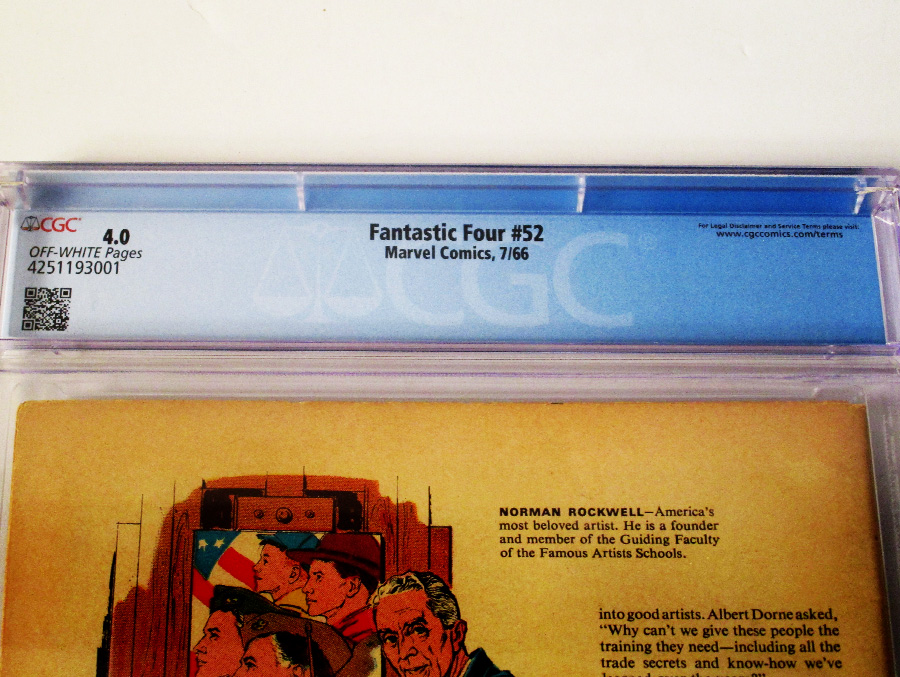 CGC
4.0
OFF-WHITE Pages
4251193001
Fantastic Four #52
Marvel Comics, 7/66
For Legal Disclaimer and Service Terms please visit:
www.cgccomics.com/terms
CGC
NORMAN ROCKWELL—America's
most beloved artist. He is a founder
and member of the Guiding Faculty
of the Famous Artists Schools.
into good artists. Albert Dorne asked,
“Why can't we give these people the
training they need—including all the
trade secrets and know-how we've